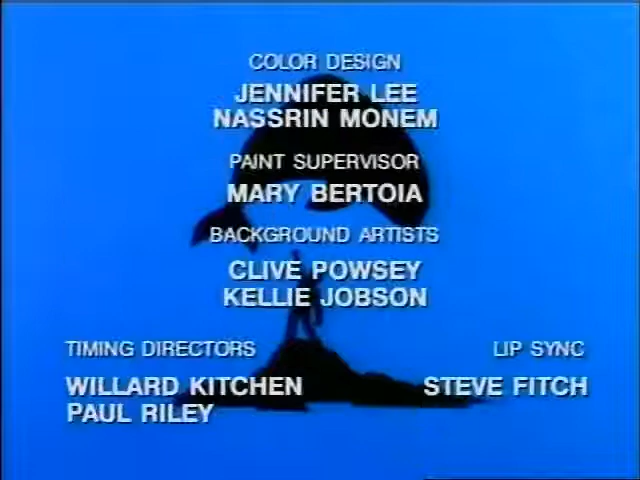 COLOR DESIGN
JENNIFER LEE
NASSRIN MONEM
PAINT SUPERVISOR
MARY BERTOIA
BACKGROUND ARTISTS
CLIVE POWSEY
KELLIE JOBSON
TIMING DIRECTORS
WILLARD KITCHEN
PAUL RILEY
LIP SYNC
STEVE FITCH